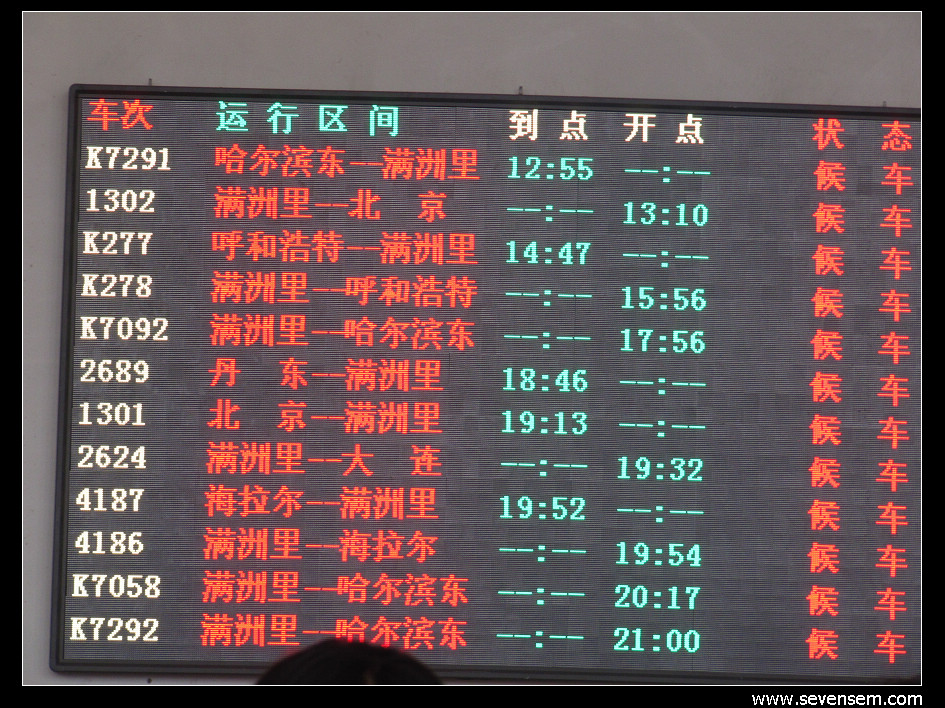 车次 运行区间 到点 开点 状态
K7291 哈尔滨东--满洲里 12:55 --:-- 候车
1302 满洲里--北 京 --:-- 13:10 候车
K277 呼和浩特--满洲里 14:47 --:-- 候车
K278 满洲里--呼和浩特 --:-- 15:56 候车
K7092 满洲里--哈尔滨东 --:-- 17:56 候车
2689 丹 东--满洲里 18:46 --:-- 候车
1301 北 京--满洲里 19:13 --:-- 候车
2624 满洲里--大 连 --:-- 19:32 候车
4187 海拉尔--满洲里 19:52 --:-- 候车
4186 满洲里--海拉尔 --:-- 19:54 候车
K7058 满洲里--哈尔滨东 --:-- 20:17 候车
K7292 满洲里--哈尔滨东 --:-- 21:00 候车
www.sevensem.com